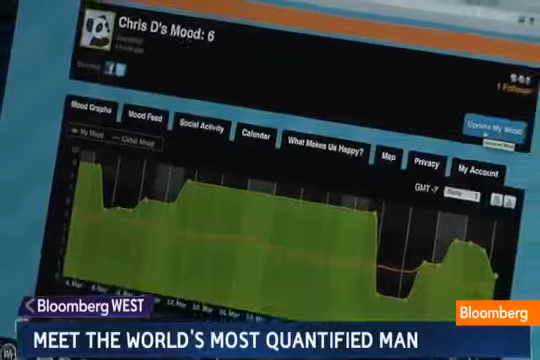 Chris D's Mood: 6
1 Follower
Update My Mood
Mood Graphs
Mood Feed
Social Activity
Calendar
What Makes Us Happy?
Map
Privacy
My Account
My Mood
Global Mood
GMT -7
Bloomberg WEST
Bloomberg
MEET THE WORLD'S MOST QUANTIFIED MAN